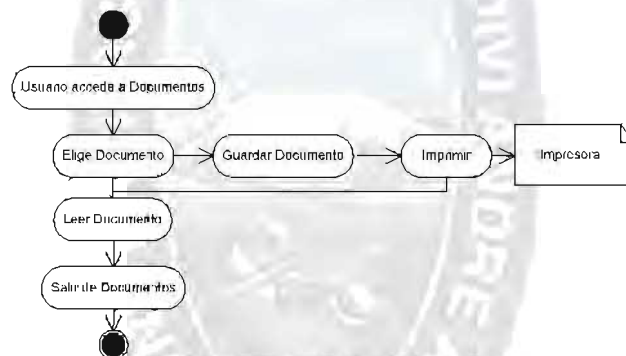 Usuario accede a Documentos
Elige Documento
Guardar Documento
Imprimir
Impresora
Leer Documento
Salir de Documentos